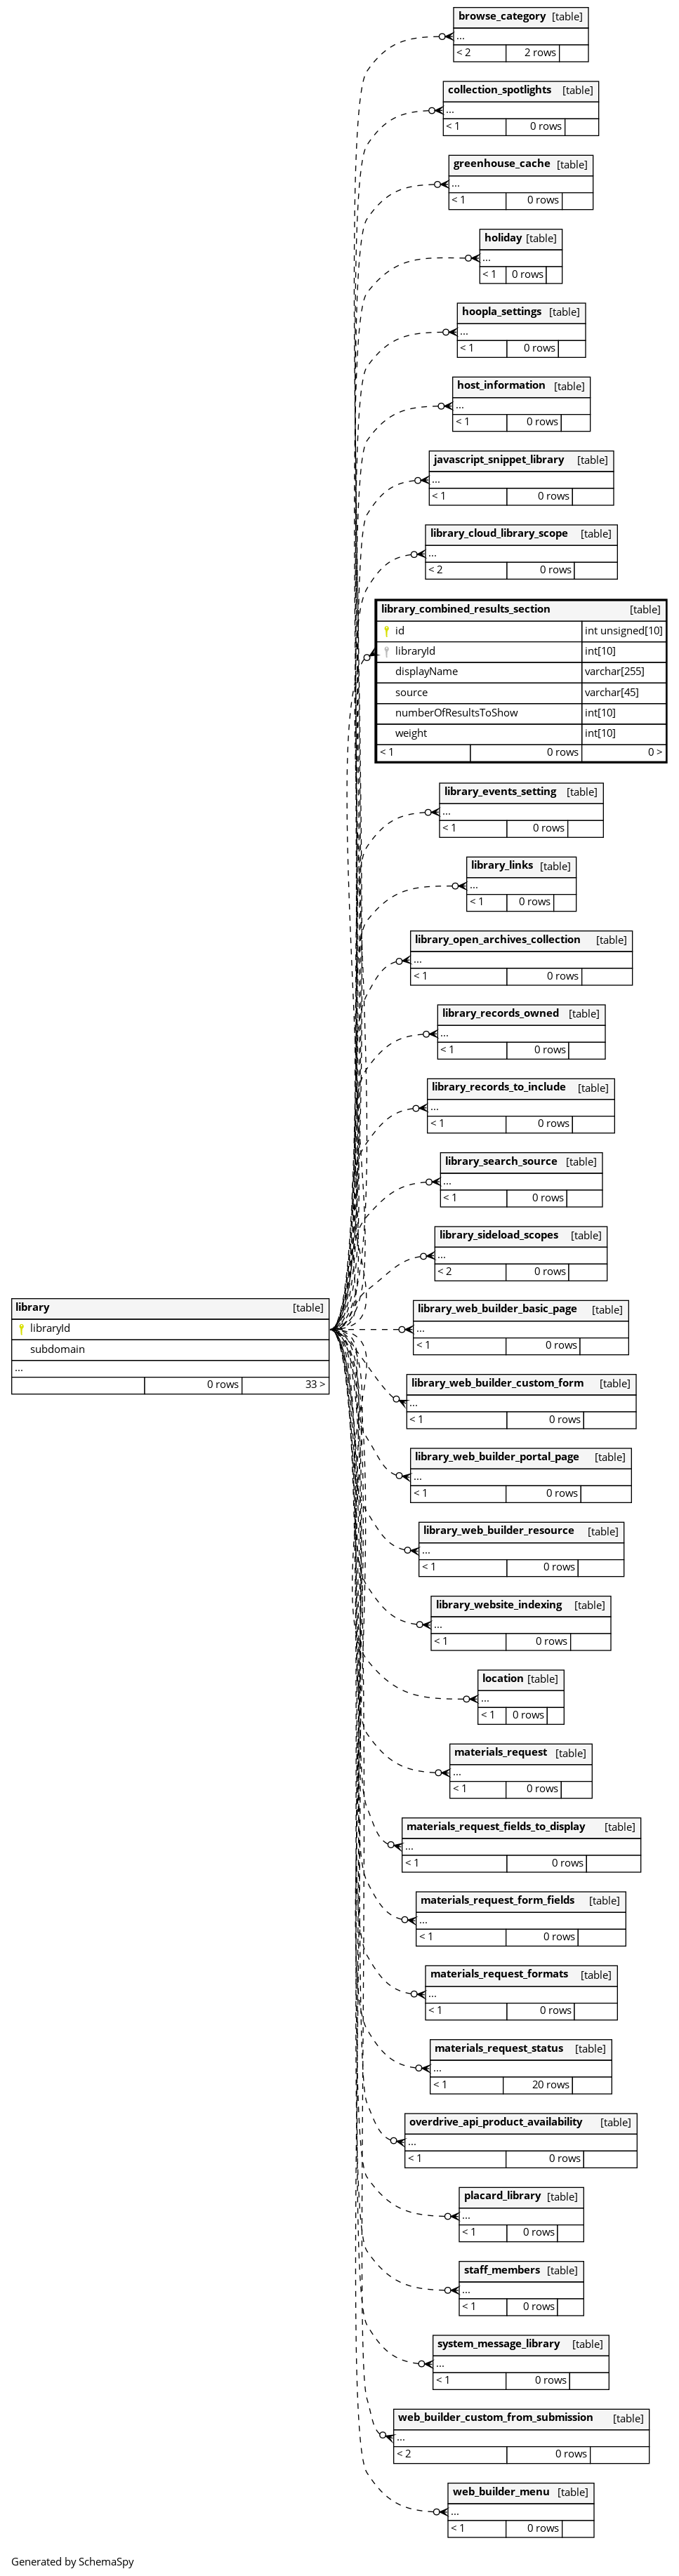 browse_category [table]
...
< 2 2 rows
collection_spotlights [table]
...
< 1 0 rows
greenhouse_cache [table]
...
< 1 0 rows
holiday [table]
...
< 1 0 rows
hoopla_settings [table]
...
< 1 0 rows
host_information [table]
...
< 1 0 rows
javascript_snippet_library [table]
...
< 1 0 rows
library_cloud_library_scope [table]
...
< 2 0 rows
library_combined_results_section [table]
id int unsigned[10]
libraryId int[10]
displayName varchar[255]
source varchar[45]
numberOfResultsToShow int[10]
weight int[10]
< 1 0 rows 0 >
library_events_setting [table]
...
< 1 0 rows
library_links [table]
...
< 1 0 rows
library_open_archives_collection [table]
...
< 1 0 rows
library_records_owned [table]
...
< 1 0 rows
library_records_to_include [table]
...
< 1 0 rows
library_search_source [table]
...
< 1 0 rows
library_sideload_scopes [table]
...
< 2 0 rows
library [table]
libraryId
subdomain
...
0 rows 33 >
library_web_builder_basic_page [table]
...
< 1 0 rows
library_web_builder_custom_form [table]
...
< 1 0 rows
library_web_builder_portal_page [table]
...
< 1 0 rows
library_web_builder_resource [table]
...
< 1 0 rows
library_website_indexing [table]
...
< 1 0 rows
location [table]
...
< 1 0 rows
materials_request [table]
...
< 1 0 rows
materials_request_fields_to_display [table]
...
< 1 0 rows
materials_request_form_fields [table]
...
< 1 0 rows
materials_request_formats [table]
...
< 1 0 rows
materials_request_status [table]
...
< 1 20 rows
overdrive_api_product_availability [table]
...
< 1 0 rows
placard_library [table]
...
< 1 0 rows
staff_members [table]
...
< 1 0 rows
system_message_library [table]
...
< 1 0 rows
web_builder_custom_from_submission [table]
...
< 2 0 rows
web_builder_menu [table]
...
< 1 0 rows
Generated by SchemaSpy